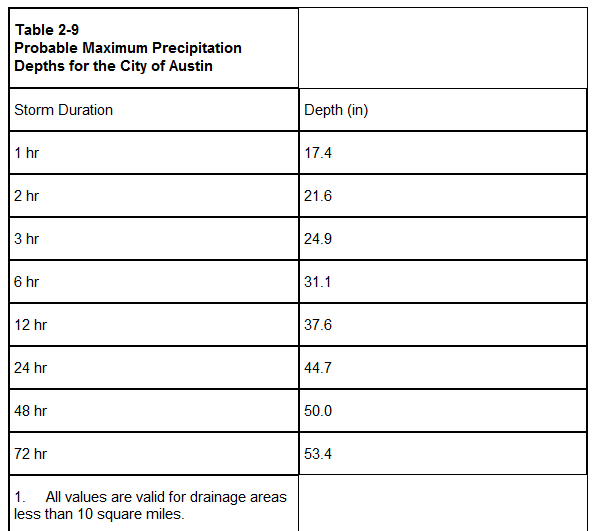 Table 2-9
Probable Maximum Precipitation
Depths for the City of Austin
Storm Duration Depth (in)
1 hr 17.4
2 hr 21.6
3 hr 24.9
6 hr 31.1
12 hr 37.6
24 hr 44.7
48 hr 50.0
72 hr 53.4
1. All values are valid for drainage areas
less than 10 square miles.